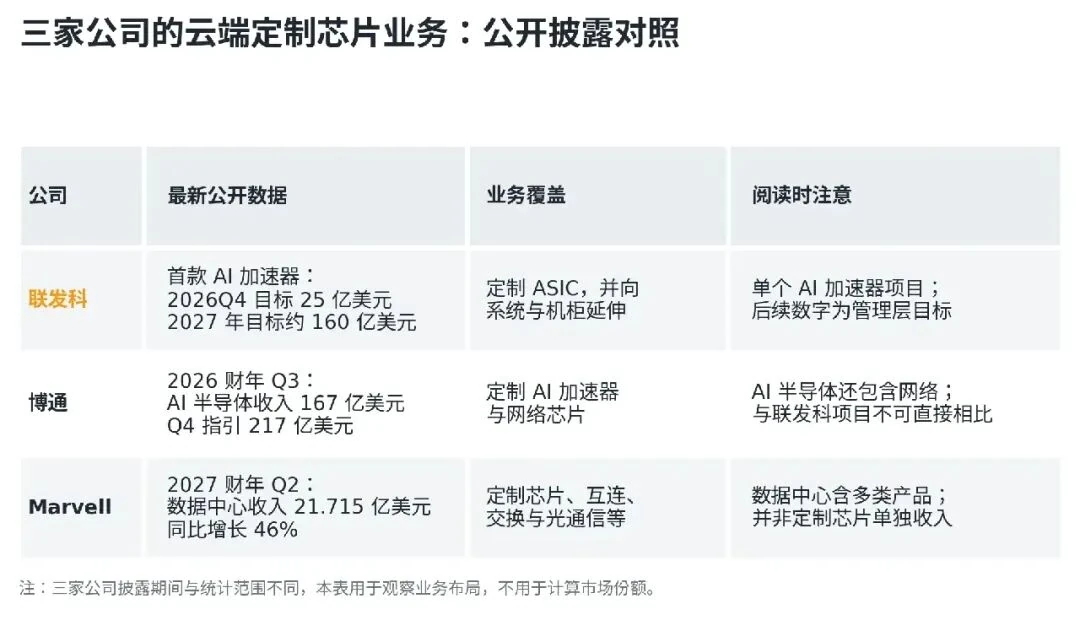 三家公司的云端定制芯片业务：公开披露对照
公司
最新公开数据
业务覆盖
阅读时注意
联发科
首款 AI 加速器：
2026Q4 目标 25 亿美元
2027 年目标约 160 亿美元
定制 ASIC，并向
系统与机柜延伸
单个 AI 加速器项目；
后续数字为管理层目标
博通
2026 财年 Q3：
AI 半导体收入 167 亿美元
Q4 指引 217 亿美元
定制 AI 加速器
与网络芯片
AI 半导体还包含网络；
与联发科项目不可直接相比
Marvell
2027 财年 Q2：
数据中心收入 21.715 亿美元
同比增长 46%
定制芯片、互连、
交换与光通信等
数据中心含多类产品；
并非定制芯片单独收入
注：三家公司披露期间与统计范围不同，本表用于观察业务布局，不用于计算市场份额。